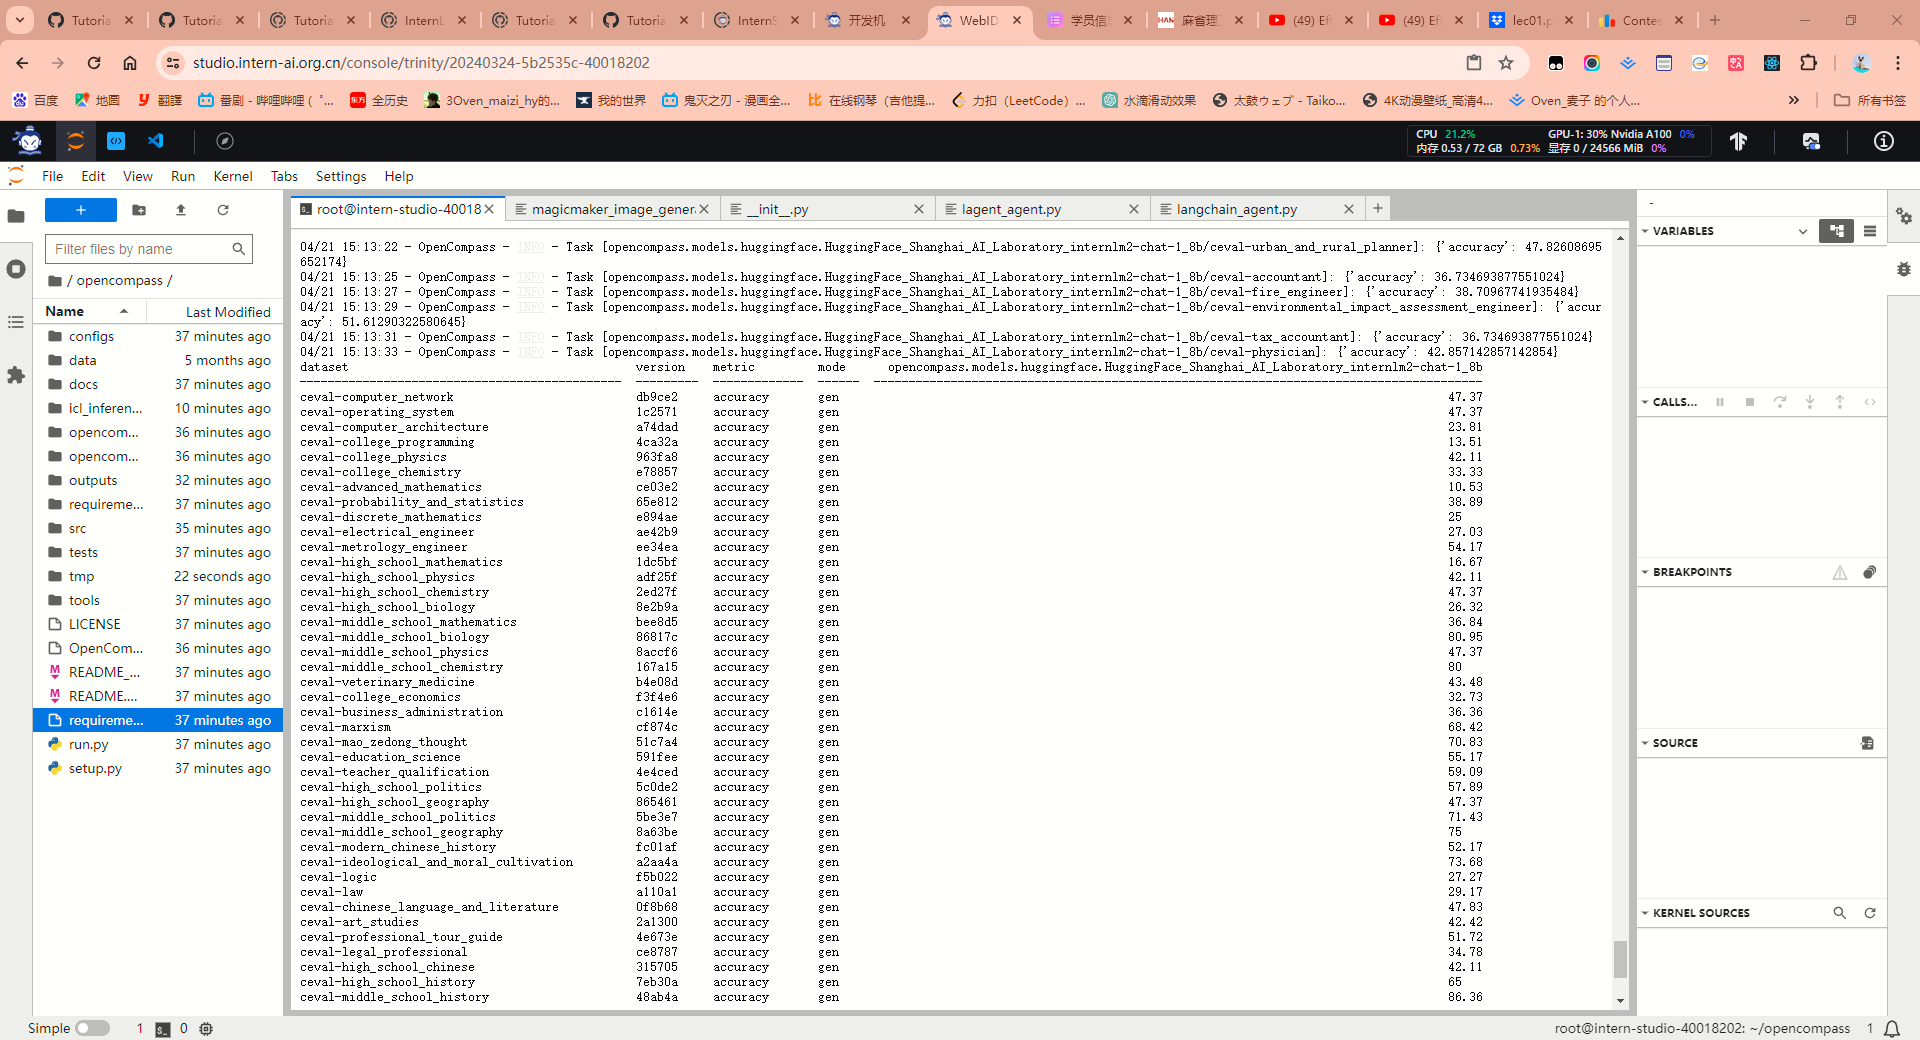 Tutoria
Tutoria
Tutoria
InternL
Tutoria
Tutoria
InternS
开发机
WebID
学员信息
麻省理工
(49) Eff
(49) Eff
lec01.p
Contes
studio.intern-ai.org.cn/console/trinity/20240324-5b2535c-40018202
百度
地圖
翻譯
番剧 - 哔哩哔哩 ( ゜...
全历史
3Oven_maizi_hy的...
我的世界
鬼灭之刃 - 漫画全...
在线钢琴（吉他提...
力扣（LeetCode）...
水滴滑动效果
太鼓ウェブ - Taiko...
4K动漫壁纸_高清4...
Oven_麦子 的个人...
所有书签
CPU 21.2% GPU-1: 30% Nvidia A100 0%
内存 0.53 / 72 GB 0.73% 显存 0 / 24566 MiB 0%
File Edit View Run Kernel Tabs Settings Help
root@intern-studio-40018
magicmaker_image_genera
__init__.py
lagent_agent.py
langchain_agent.py
Filter files by name
/ opencompass /
Name Last Modified
configs 37 minutes ago
data 5 months ago
docs 37 minutes ago
icl_inferen... 10 minutes ago
opencom... 36 minutes ago
opencom... 36 minutes ago
outputs 32 minutes ago
requireme... 37 minutes ago
src 35 minutes ago
tests 37 minutes ago
tmp 22 seconds ago
tools 37 minutes ago
LICENSE 37 minutes ago
OpenCom... 36 minutes ago
README_... 37 minutes ago
README.... 37 minutes ago
requireme... 37 minutes ago
run.py 37 minutes ago
setup.py 37 minutes ago
04/21 15:13:22 - OpenCompass - INFO - Task [opencompass.models.huggingface.HuggingFace_Shanghai_AI_Laboratory_internlm2-chat-1_8b/ceval-urban_and_rural_planner]: {'accuracy': 47.82608695
652174}
04/21 15:13:25 - OpenCompass - INFO - Task [opencompass.models.huggingface.HuggingFace_Shanghai_AI_Laboratory_internlm2-chat-1_8b/ceval-accountant]: {'accuracy': 36.734693877551024}
04/21 15:13:27 - OpenCompass - INFO - Task [opencompass.models.huggingface.HuggingFace_Shanghai_AI_Laboratory_internlm2-chat-1_8b/ceval-fire_engineer]: {'accuracy': 38.70967741935484}
04/21 15:13:29 - OpenCompass - INFO - Task [opencompass.models.huggingface.HuggingFace_Shanghai_AI_Laboratory_internlm2-chat-1_8b/ceval-environmental_impact_assessment_engineer]: {'accur
acy': 51.61290322580645}
04/21 15:13:31 - OpenCompass - INFO - Task [opencompass.models.huggingface.HuggingFace_Shanghai_AI_Laboratory_internlm2-chat-1_8b/ceval-tax_accountant]: {'accuracy': 36.734693877551024}
04/21 15:13:33 - OpenCompass - INFO - Task [opencompass.models.huggingface.HuggingFace_Shanghai_AI_Laboratory_internlm2-chat-1_8b/ceval-physician]: {'accuracy': 42.857142857142854}
dataset version metric mode opencompass.models.huggingface.HuggingFace_Shanghai_AI_Laboratory_internlm2-chat-1_8b
ceval-computer_network db9ce2 accuracy gen 47.37
ceval-operating_system 1c2571 accuracy gen 47.37
ceval-computer_architecture a74dad accuracy gen 23.81
ceval-college_programming 4ca32a accuracy gen 13.51
ceval-college_physics 963fa8 accuracy gen 42.11
ceval-college_chemistry e78857 accuracy gen 33.33
ceval-advanced_mathematics ce03e2 accuracy gen 10.53
ceval-probability_and_statistics 65e812 accuracy gen 38.89
ceval-discrete_mathematics e894ae accuracy gen 25
ceval-electrical_engineer ae42b9 accuracy gen 27.03
ceval-metrology_engineer ee34ea accuracy gen 54.17
ceval-high_school_mathematics 1dc5bf accuracy gen 16.67
ceval-high_school_physics adf25f accuracy gen 42.11
ceval-high_school_chemistry 2ed27f accuracy gen 47.37
ceval-high_school_biology 8e2b9a accuracy gen 26.32
ceval-middle_school_mathematics bee8d5 accuracy gen 36.84
ceval-middle_school_biology 86817c accuracy gen 80.95
ceval-middle_school_physics 8accf6 accuracy gen 47.37
ceval-middle_school_chemistry 167a15 accuracy gen 80
ceval-veterinary_medicine b4e08d accuracy gen 43.48
ceval-college_economics f3f4e6 accuracy gen 32.73
ceval-business_administration c1614e accuracy gen 36.36
ceval-marxism cf874c accuracy gen 68.42
ceval-mao_zedong_thought 51c7a4 accuracy gen 70.83
ceval-education_science 591fee accuracy gen 55.17
ceval-teacher_qualification 4e4ced accuracy gen 59.09
ceval-high_school_politics 5c0de2 accuracy gen 57.89
ceval-high_school_geography 865461 accuracy gen 47.37
ceval-middle_school_politics 5be3e7 accuracy gen 71.43
ceval-middle_school_geography 8a63be accuracy gen 75
ceval-modern_chinese_history fc01af accuracy gen 52.17
ceval-ideological_and_moral_cultivation a2aa4a accuracy gen 73.68
ceval-logic f5b022 accuracy gen 27.27
ceval-law a110a1 accuracy gen 29.17
ceval-chinese_language_and_literature 0f8b68 accuracy gen 47.83
ceval-art_studies 2a1300 accuracy gen 42.42
ceval-professional_tour_guide 4e673e accuracy gen 51.72
ceval-legal_professional ce8787 accuracy gen 34.78
ceval-high_school_chinese 315705 accuracy gen 42.11
ceval-high_school_history 7eb30a accuracy gen 65
ceval-middle_school_history 48ab4a accuracy gen 86.36
VARIABLES
CALLS...
BREAKPOINTS
SOURCE
KERNEL SOURCES
Simple 1 0 root@intern-studio-40018202: ~/opencompass 1